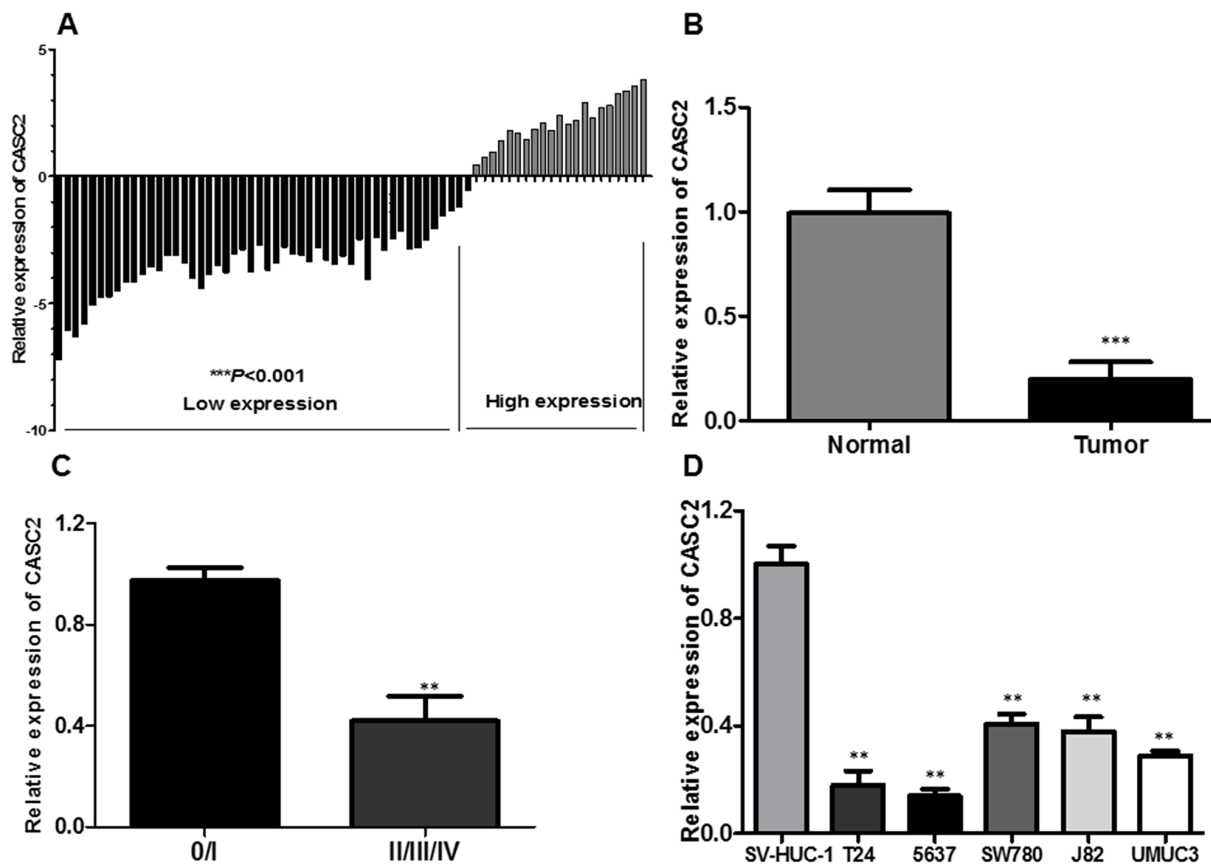 A
Relative expression of CASC2
5
0
-5
-10
***P<0.001
Low expression
High expression
B
Relative expression of CASC2
1.5
1.0
0.5
0.0
***
Normal
Tumor
C
Relative expression of CASC2
1.2
0.8
0.4
0.0
**
0/I
II/III/IV
D
Relative expression of CASC2
1.2
0.8
0.4
0.0
** ** ** ** **
SV-HUC-1 T24 5637 SW780 J82 UMUC3